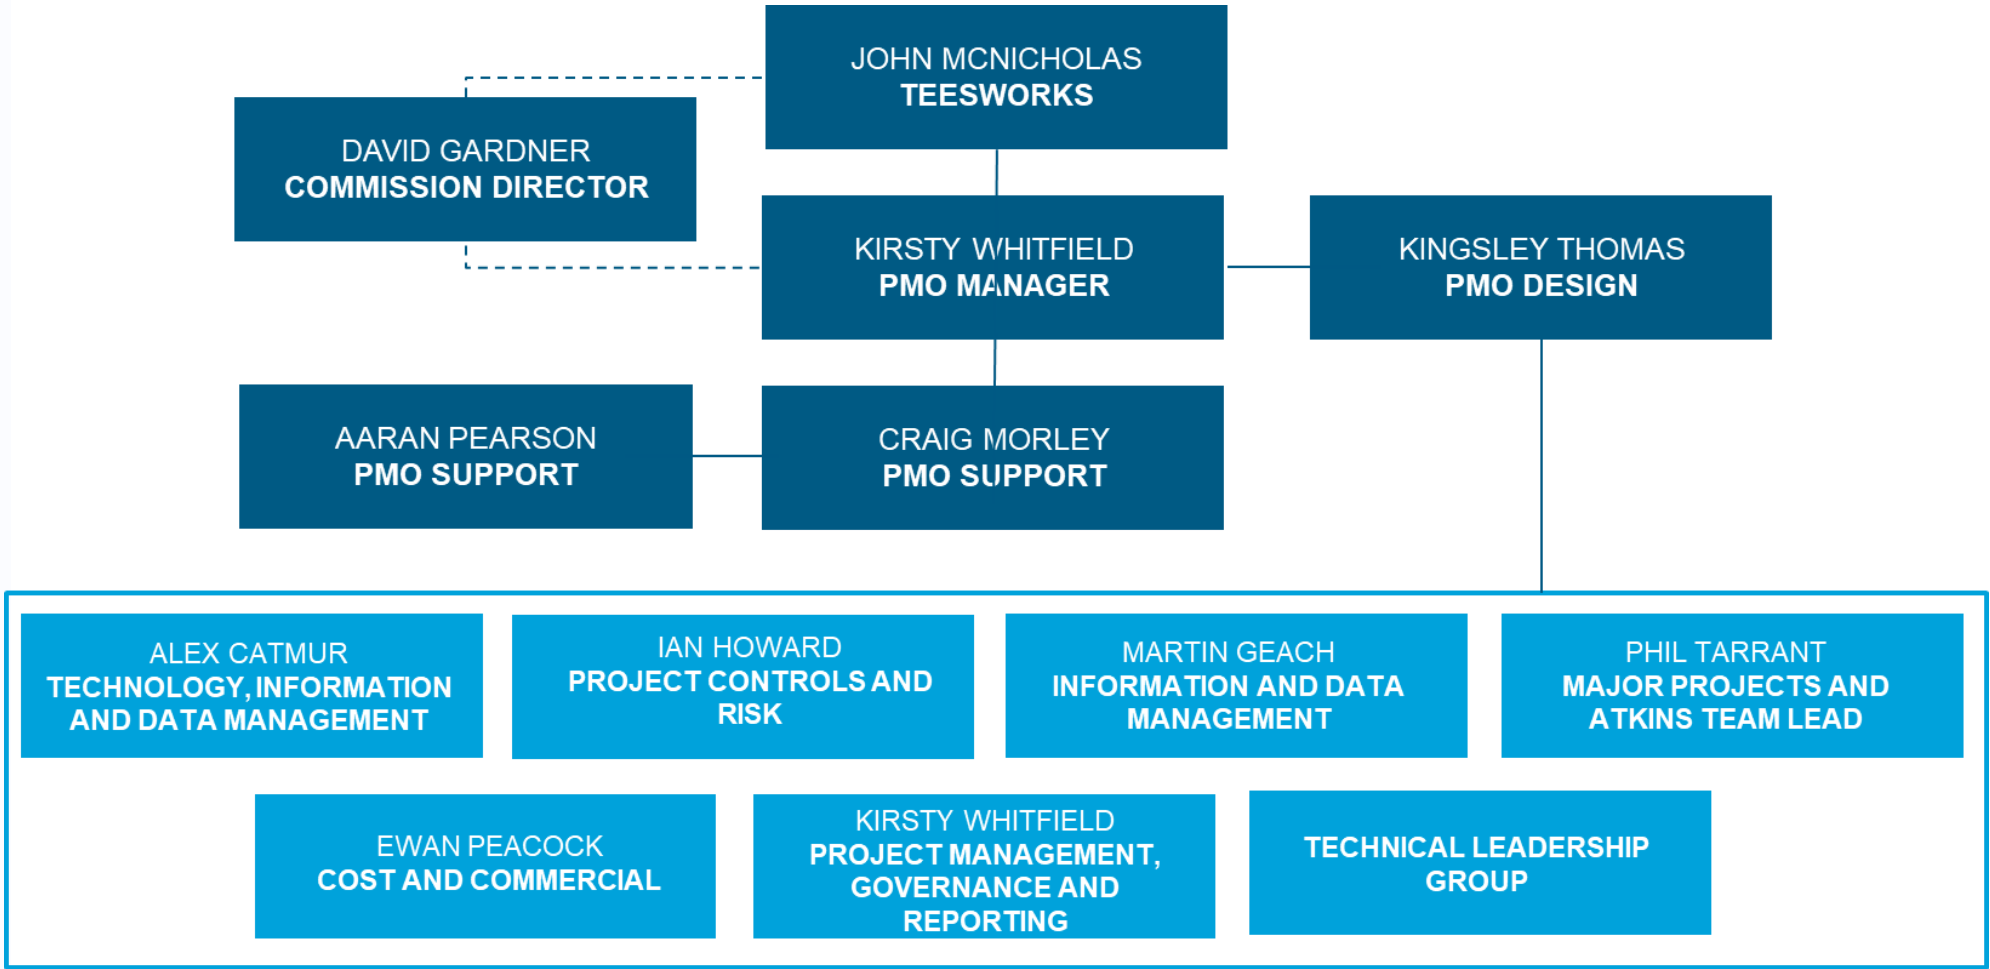 JOHN MCNICHOLAS
TEESWORKS
DAVID GARDNER
COMMISSION DIRECTOR
KIRSTY WHITFIELD
PMO MANAGER
KINGSLEY THOMAS
PMO DESIGN
AARAN PEARSON
PMO SUPPORT
CRAIG MORLEY
PMO SUPPORT
ALEX CATMUR
TECHNOLOGY, INFORMATION
AND DATA MANAGEMENT
IAN HOWARD
PROJECT CONTROLS AND
RISK
MARTIN GEACH
INFORMATION AND DATA
MANAGEMENT
PHIL TARRANT
MAJOR PROJECTS AND
ATKINS TEAM LEAD
EWAN PEACOCK
COST AND COMMERCIAL
KIRSTY WHITFIELD
PROJECT MANAGEMENT,
GOVERNANCE AND
REPORTING
TECHNICAL LEADERSHIP
GROUP